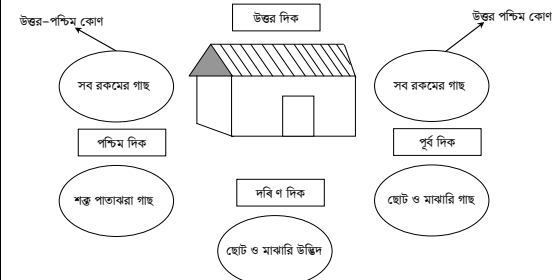 উত্তর-পশ্চিম কোণ
উত্তর দিক
উত্তর পশ্চিম কোণ
সব রকমের গাছ
সব রকমের গাছ
পশ্চিম দিক
পূর্ব দিক
শক্ত পাতাঝরা গাছ
দৰি ণ দিক
ছোট ও মাঝারি গাছ
ছোট ও মাঝারি উদ্ভিদ